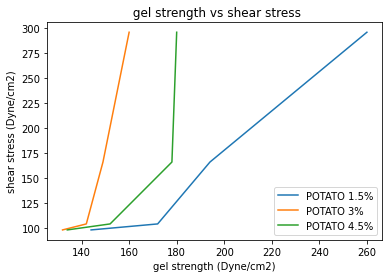 gel strength vs shear stress
shear stress (Dyne/cm2)
300
275
250
225
200
175
150
125
100
140
160
180
200
220
240
260
gel strength (Dyne/cm2)
POTATO 1.5%
POTATO 3%
POTATO 4.5%